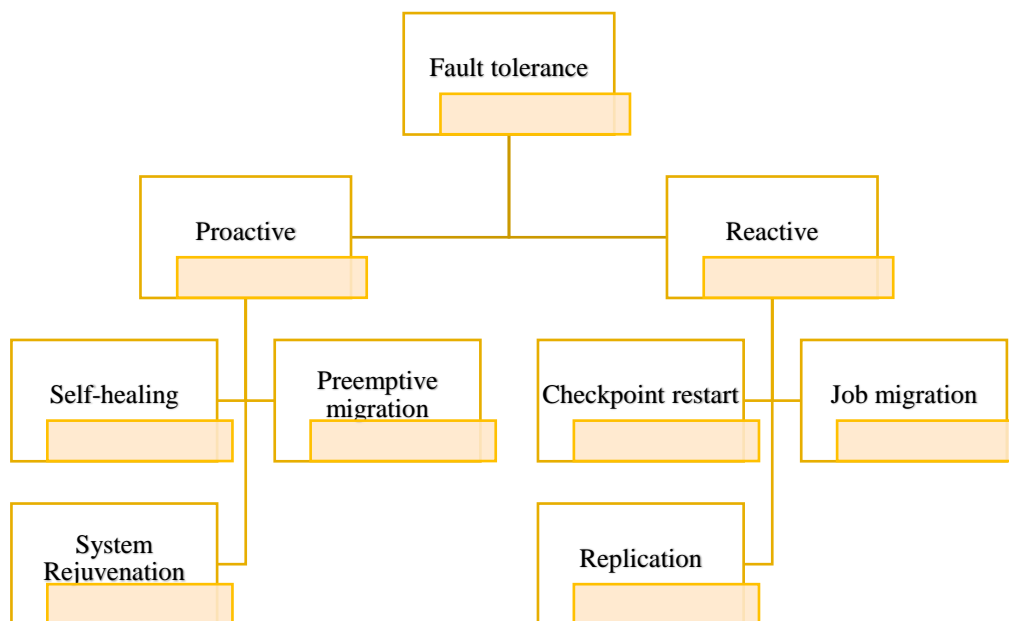 Fault tolerance
Proactive
Reactive
Self-healing
Preemptive
migration
Checkpoint restart
Job migration
System
Rejuvenation
Replication